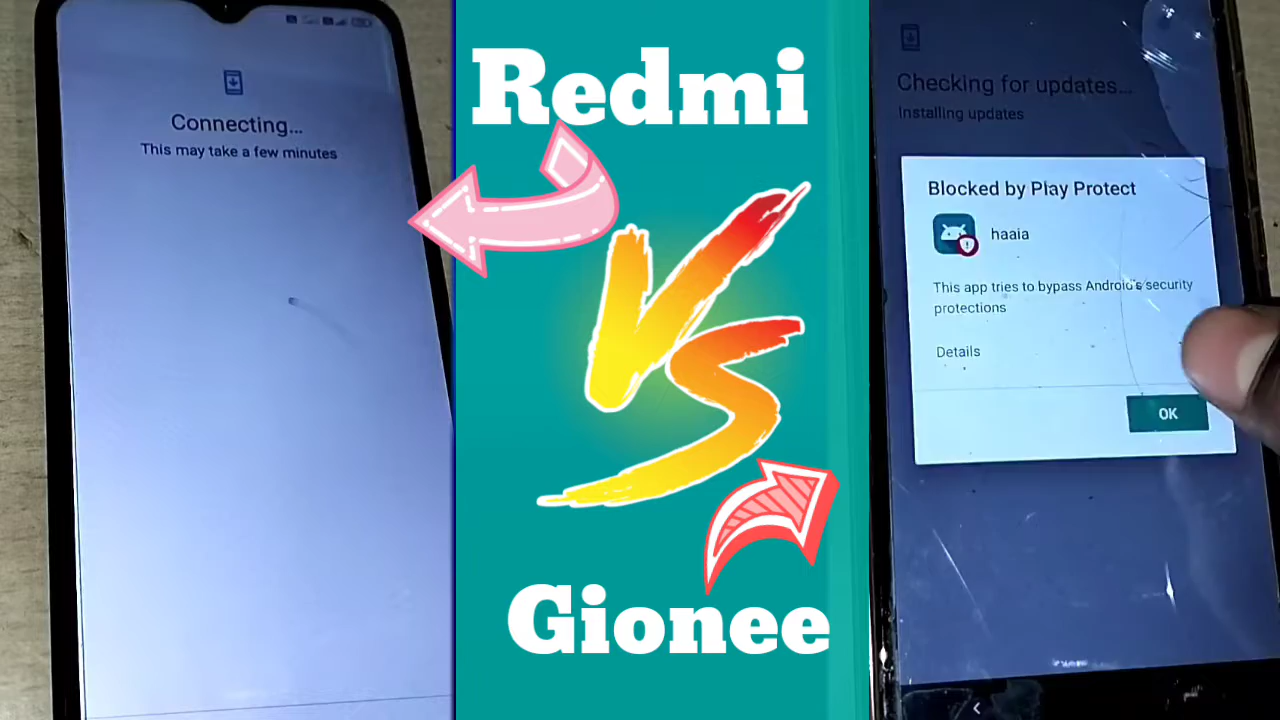 Connecting...
This may take a few minutes
Redmi
VS
Gionee
Checking for updates...
Installing updates
Blocked by Play Protect
haaia
This app tries to bypass Android's security
protections
Details
OK